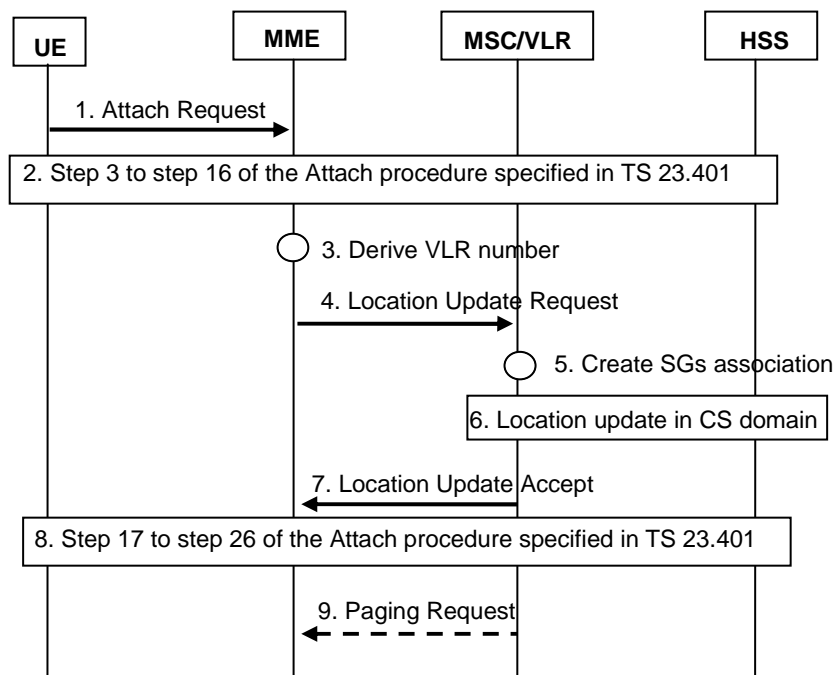 UE
MME
MSC/VLR
HSS
1. Attach Request
2. Step 3 to step 16 of the Attach procedure specified in TS 23.401
3. Derive VLR number
4. Location Update Request
5. Create SGs association
6. Location update in CS domain
7. Location Update Accept
8. Step 17 to step 26 of the Attach procedure specified in TS 23.401
9. Paging Request